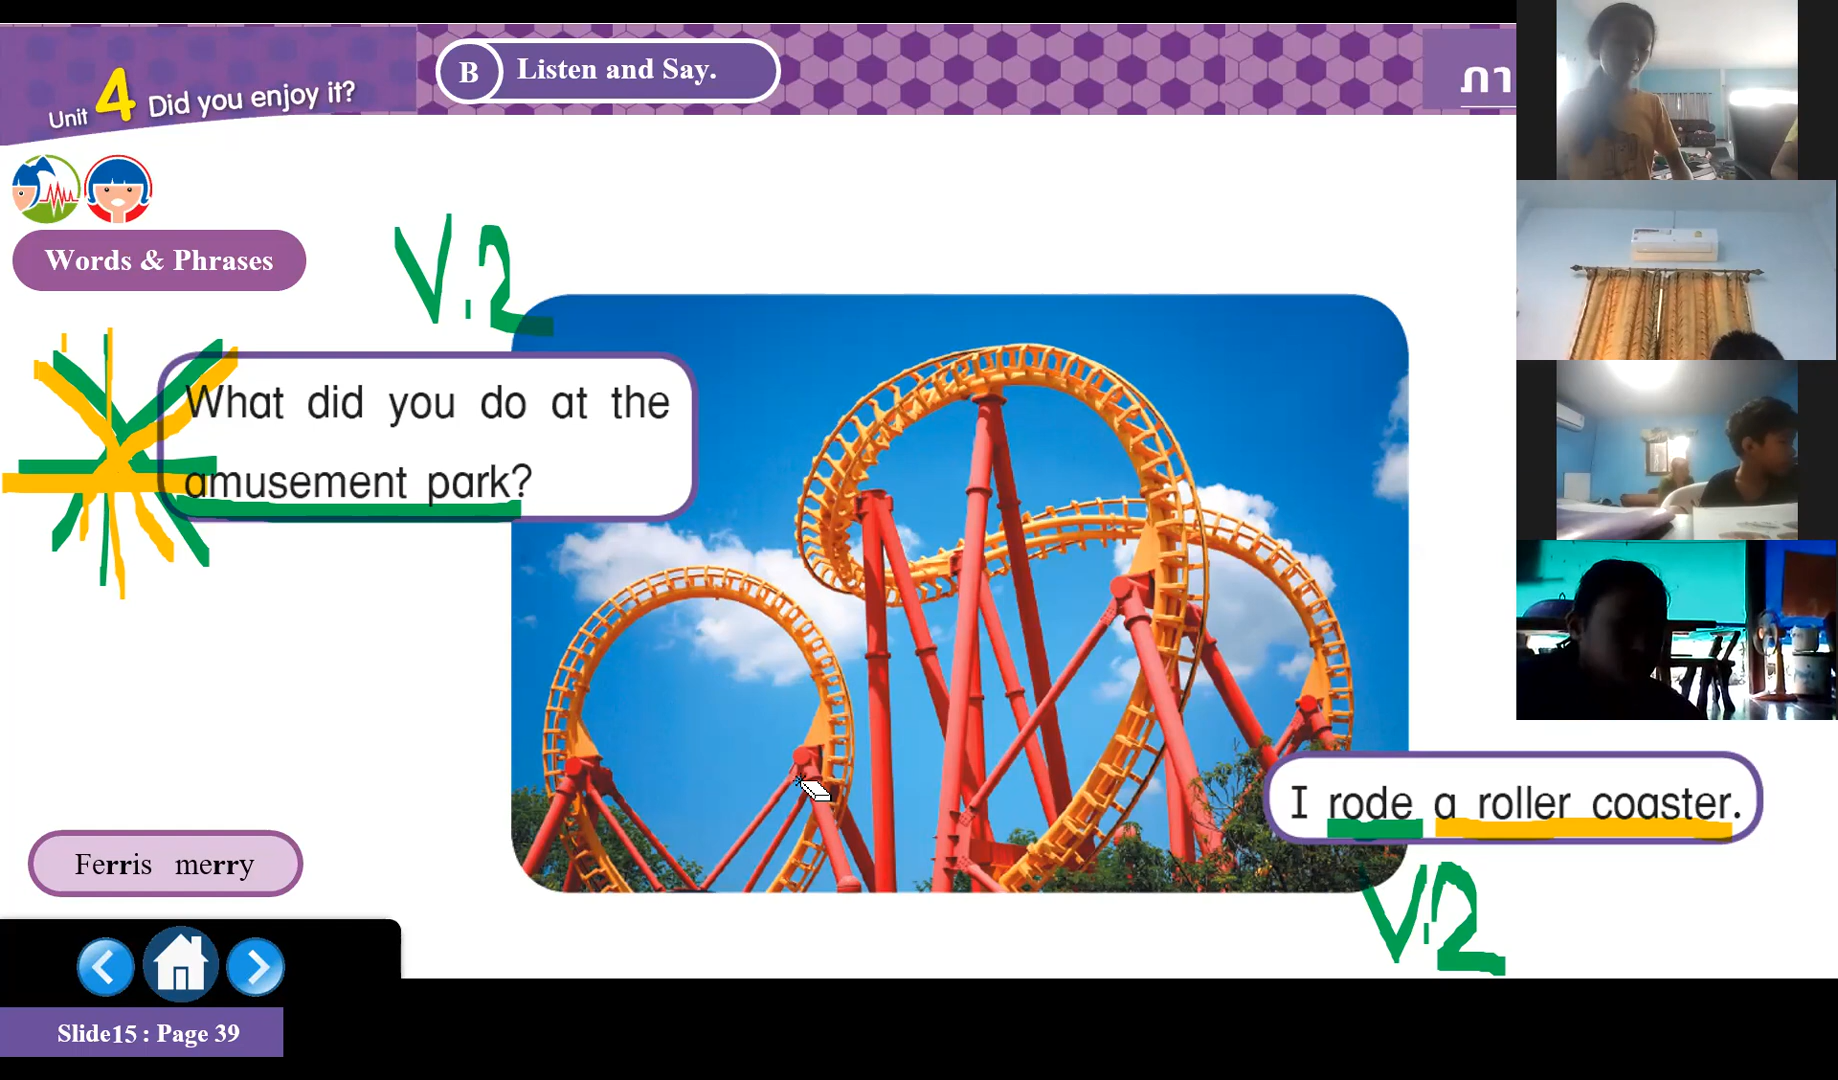 Unit 4 Did you enjoy it?
B Listen and Say.
ภา
Words & Phrases
V.2
What did you do at the
amusement park?
I rode a roller coaster.
V.2
Ferris merry
Slide15 : Page 39